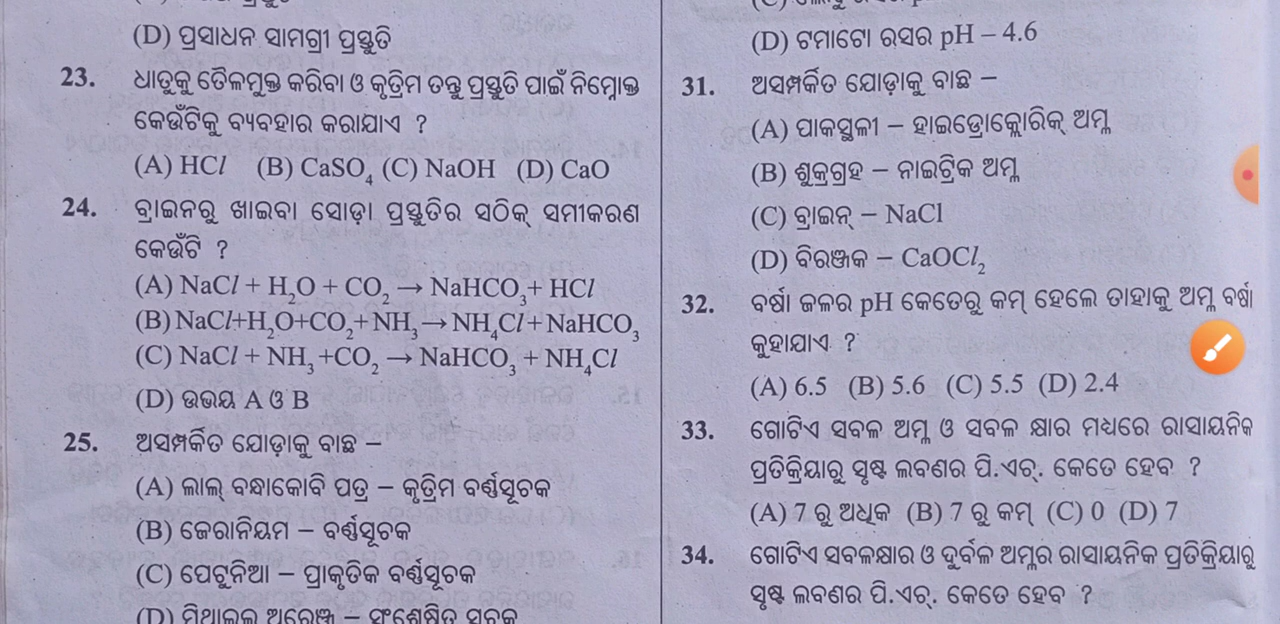 (D) ପ୍ରସାଧନ ସାମଗ୍ରୀ ପ୍ରସ୍ତୁତି
23. ଧାତୁକୁ ତୈଳମୁକ୍ତ କରିବା ଓ କୃତ୍ରିମ ତନ୍ତୁ ପ୍ରସ୍ତୁତି ପାଇଁ ନିମ୍ନୋକ୍ତ
କେଉଁଟିକୁ ବ୍ୟବହାର କରାଯାଏ ?
(A) HCl (B) CaSO₄ (C) NaOH (D) CaO
24. ବ୍ରାଇନରୁ ଖାଇବା ସୋଡ଼ା ପ୍ରସ୍ତୁତିର ସଠିକ୍ ସମୀକରଣ
କେଉଁଟି ?
(A) NaCl + H₂O + CO₂ → NaHCO₃+ HCl
(B) NaCl+H₂O+CO₂+NH₃→NH₄Cl+NaHCO₃
(C) NaCl + NH₃ +CO₂ → NaHCO₃ + NH₄Cl
(D) ଉଭୟ A ଓ B
25. ଅସମ୍ପର୍କିତ ଯୋଡ଼ାକୁ ବାଛ –
(A) ଲାଲ୍ ବନ୍ଧାକୋବି ପତ୍ର – କୃତ୍ରିମ ବର୍ଣ୍ଣସୂଚକ
(B) ଜେରାନିୟମ – ବର୍ଣ୍ଣସୂଚକ
(C) ପେଟୁନିଆ – ପ୍ରାକୃତିକ ବର୍ଣ୍ଣସୂଚକ
(D) ମିଥାଇଲ ଅରେଞ୍ଜ – ସଂଶ୍ଳେଷିତ ସୂଚକ
(D) ଟମାଟୋ ରସର pH – 4.6
31. ଅସମ୍ପର୍କିତ ଯୋଡ଼ାକୁ ବାଛ –
(A) ପାକସ୍ଥଳୀ – ହାଇଡ୍ରୋକ୍ଲୋରିକ୍ ଅମ୍ଳ
(B) ଶୁକ୍ରଗ୍ରହ – ନାଇଟ୍ରିକ ଅମ୍ଳ
(C) ବ୍ରାଇନ୍ – NaCl
(D) ବିରଞ୍ଜକ – CaOCl₂
32. ବର୍ଷା ଜଳର pH କେତେରୁ କମ୍ ହେଲେ ତାହାକୁ ଅମ୍ଳ ବର୍ଷା
କୁହାଯାଏ ?
(A) 6.5 (B) 5.6 (C) 5.5 (D) 2.4
33. ଗୋଟିଏ ସବଳ ଅମ୍ଳ ଓ ସବଳ କ୍ଷାର ମଧ୍ୟରେ ରାସାୟନିକ
ପ୍ରତିକ୍ରିୟାରୁ ସୃଷ୍ଟ ଲବଣର ପି.ଏଚ୍. କେତେ ହେବ ?
(A) 7 ରୁ ଅଧିକ (B) 7 ରୁ କମ୍ (C) 0 (D) 7
34. ଗୋଟିଏ ସବଳକ୍ଷାର ଓ ଦୁର୍ବଳ ଅମ୍ଳର ରାସାୟନିକ ପ୍ରତିକ୍ରିୟାରୁ
ସୃଷ୍ଟ ଲବଣର ପି.ଏଚ୍. କେତେ ହେବ ?